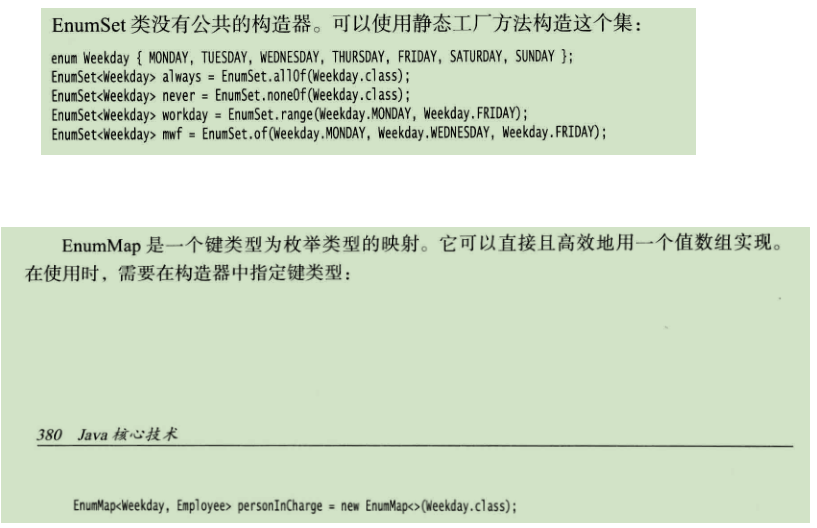 EnumSet 类没有公共的构造器。可以使用静态工厂方法构造这个集：
enum Weekday { MONDAY, TUESDAY, WEDNESDAY, THURSDAY, FRIDAY, SATURDAY, SUNDAY };
EnumSet<Weekday> always = EnumSet.allOf(Weekday.class);
EnumSet<Weekday> never = EnumSet.noneOf(Weekday.class);
EnumSet<Weekday> workday = EnumSet.range(Weekday.MONDAY, Weekday.FRIDAY);
EnumSet<Weekday> mwf = EnumSet.of(Weekday.MONDAY, Weekday.WEDNESDAY, Weekday.FRIDAY);
EnumMap 是一个键类型为枚举类型的映射。它可以直接且高效地用一个值数组实现。
在使用时，需要在构造器中指定键类型：
380 Java 核心技术
EnumMap<Weekday, Employee> personInCharge = new EnumMap<>(Weekday.class);